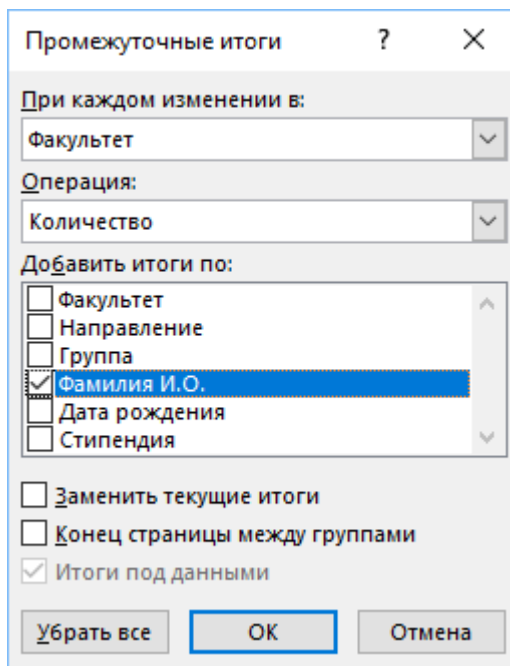 Промежуточные итоги ?
При каждом изменении в:
Факультет
Операция:
Количество
Добавить итоги по:
Факультет
Направление
Группа
Фамилия И.О.
Дата рождения
Стипендия
Заменить текущие итоги
Конец страницы между группами
Итоги под данными
Убрать все ОК Отмена